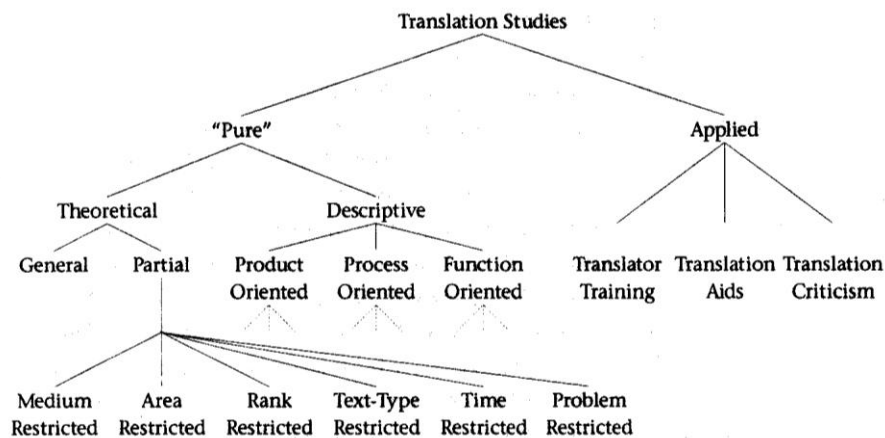 Translation Studies
"Pure" Applied
Theoretical Descriptive
General Partial Product Oriented Process Oriented Function Oriented Translator Training Translation Aids Translation Criticism
Medium Restricted Area Restricted Rank Restricted Text-Type Restricted Time Restricted Problem Restricted